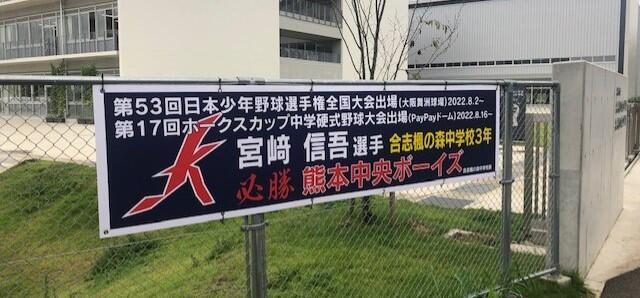 第53回日本少年野球選手権全国大会出場(大阪舞洲球場)2022.8.2〜
第17回ホークスカップ中学硬式野球大会出場(PayPayドーム)2022.8.16〜
宮﨑 信吾選手 合志楓の森中学校3年
必勝 熊本中央ボーイズ
K